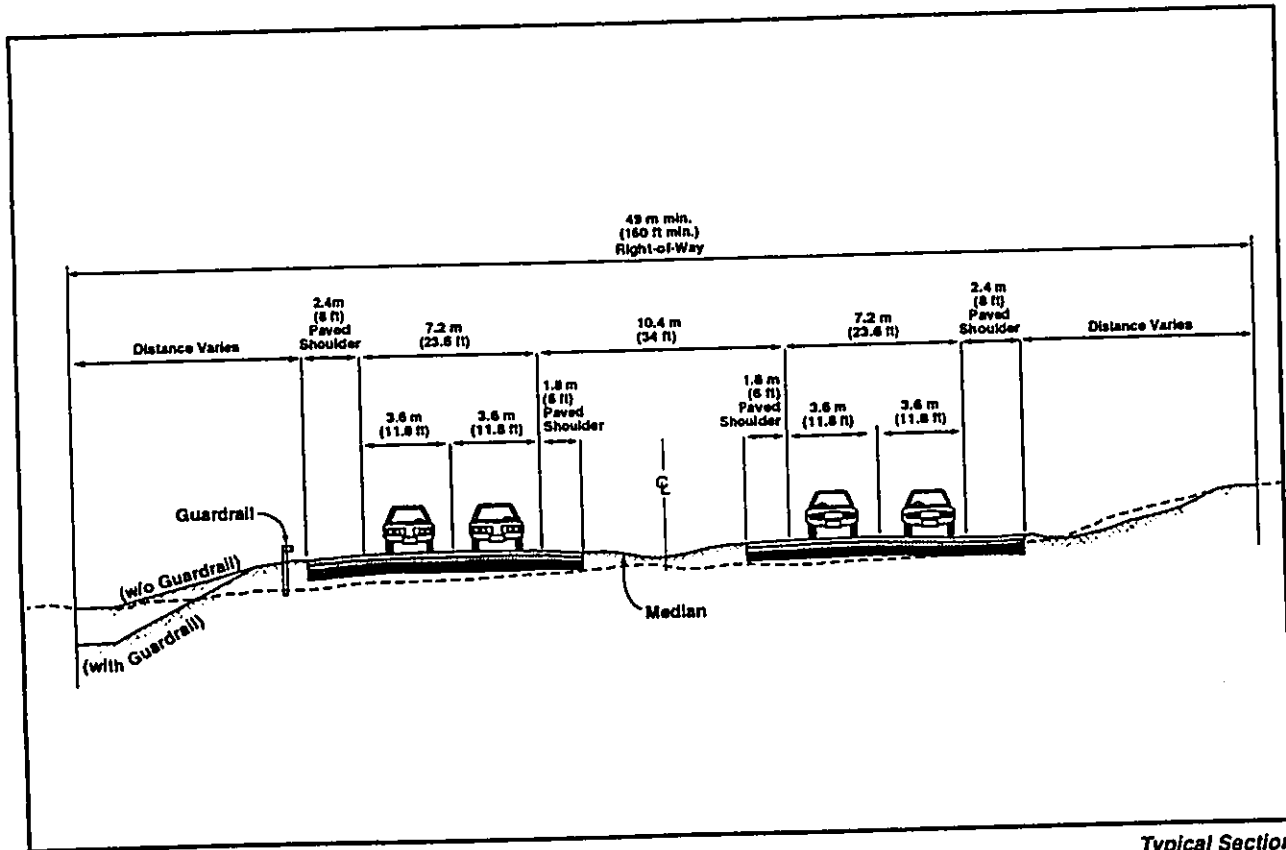 49 m min.
(160 ft min.)
Right-of-Way
Distance Varies
2.4m
(8 ft)
Paved
Shoulder
7.2 m
(23.6 ft)
10.4 m
(34 ft)
7.2 m
(23.6 ft)
2.4 m
(8 ft)
Paved
Shoulder
Distance Varies
3.6 m
(11.8 ft)
3.6 m
(11.8 ft)
1.8 m
(6 ft)
Paved
Shoulder
1.8 m
(6 ft)
Paved
Shoulder
3.6 m
(11.8 ft)
3.6 m
(11.8 ft)
CL
Guardrail
(w/o Guardrail)
(with Guardrail)
Median
Typical Section